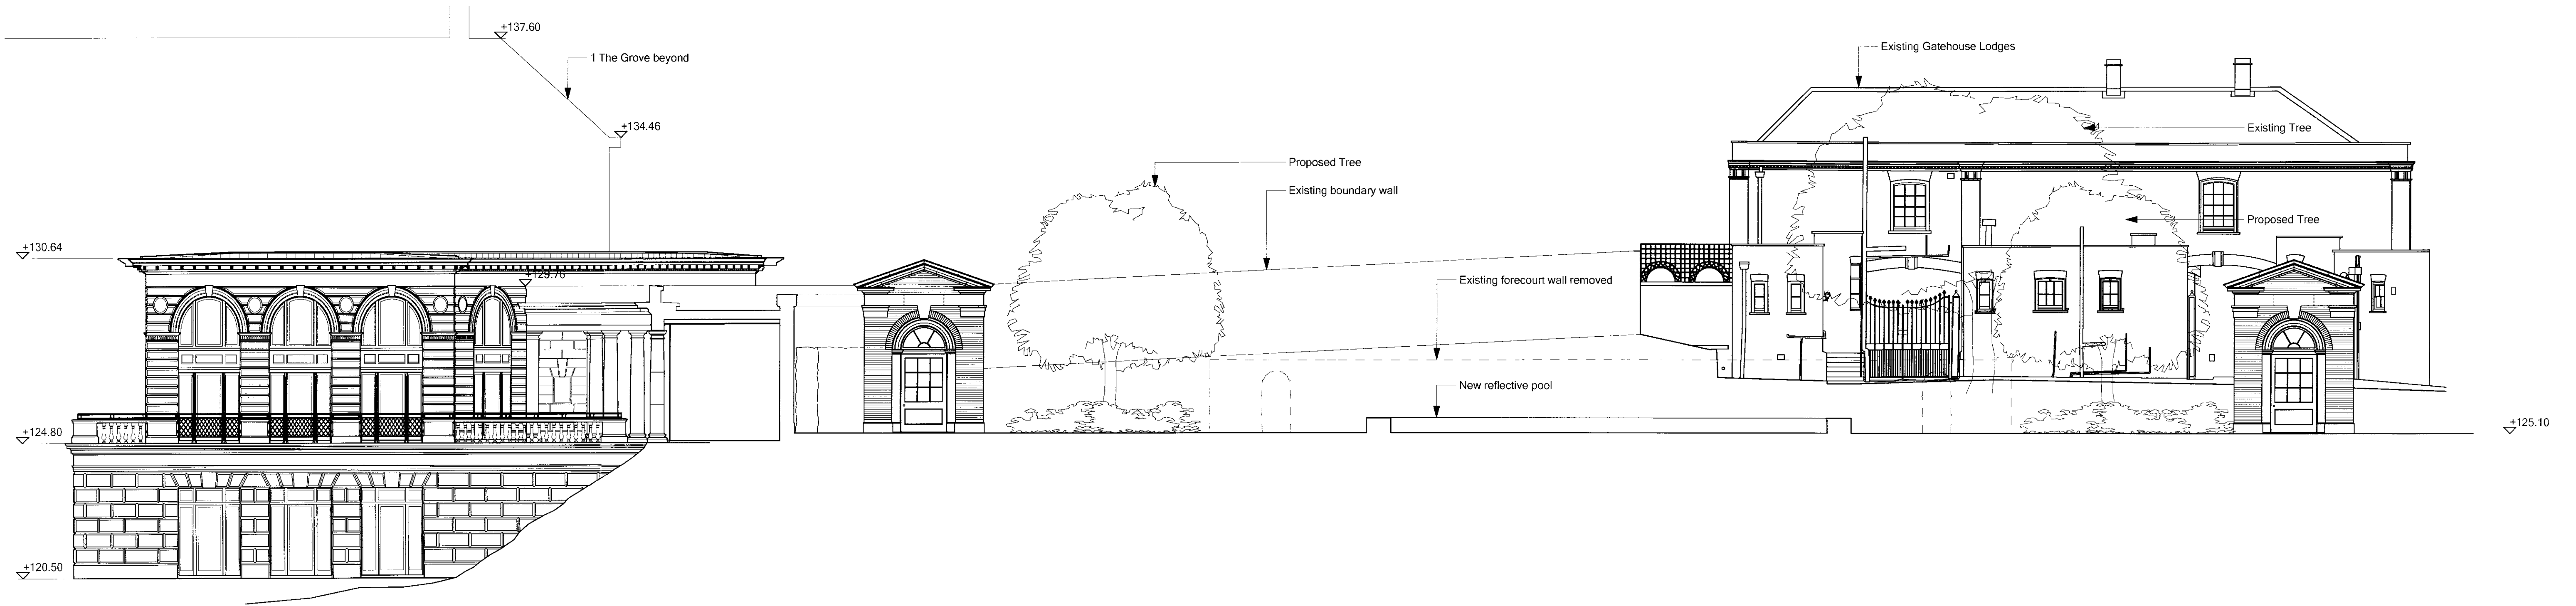 +137.60
1 The Grove beyond
Existing Gatehouse Lodges
+134.46
Existing Tree
Proposed Tree
Existing boundary wall
Proposed Tree
+130.64
+129.76
Existing forecourt wall removed
New reflective pool
+124.80
+125.10
+120.50